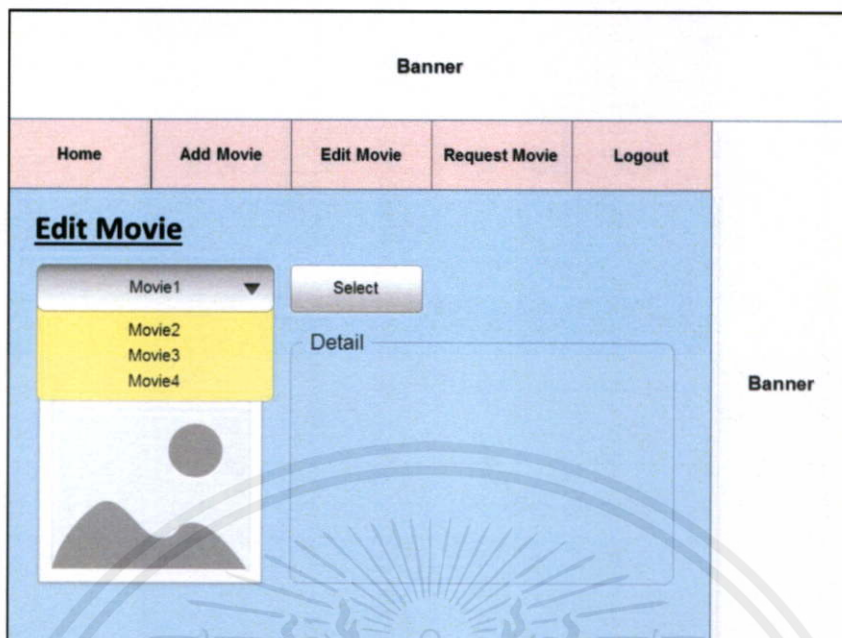 Banner
Home Add Movie Edit Movie Request Movie Logout
Edit Movie
Movie1 Select
Movie2
Movie3
Movie4
Detail
Banner